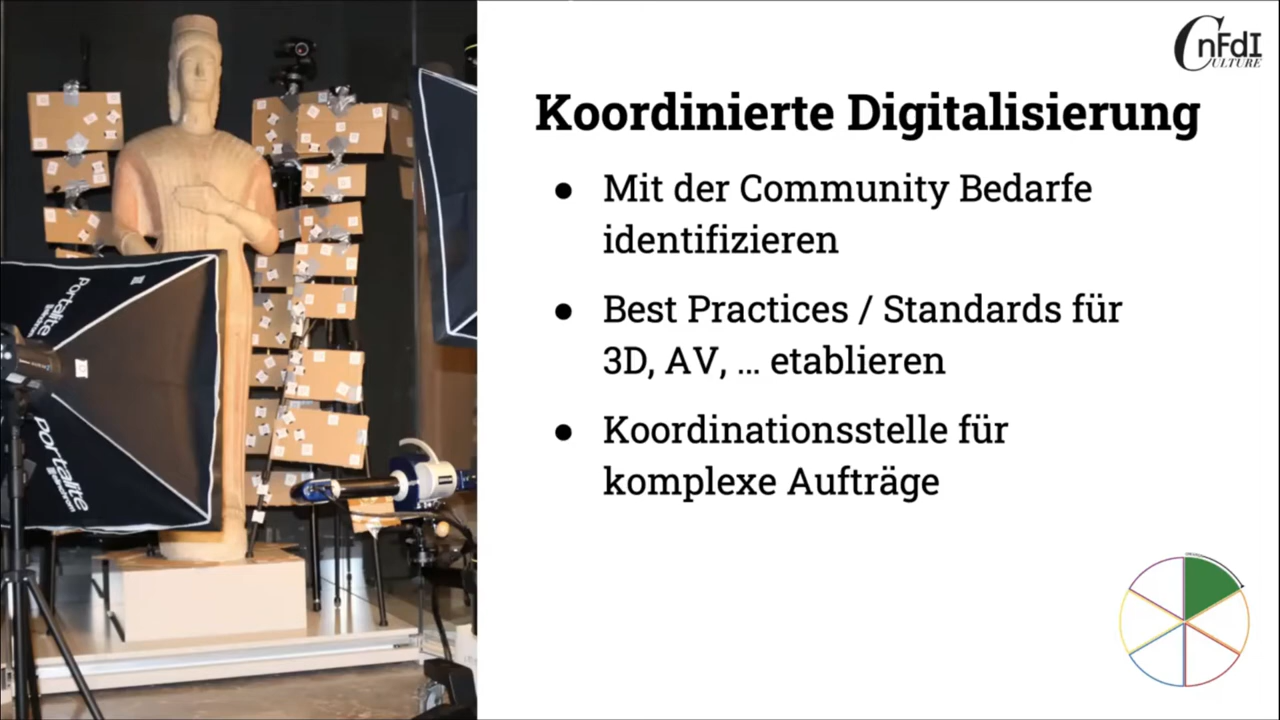 nFdI
CULTURE
Koordinierte Digitalisierung
● Mit der Community Bedarfe
identifizieren
● Best Practices / Standards für
3D, AV, ... etablieren
● Koordinationsstelle für
komplexe Aufträge
Portalite
Portalite